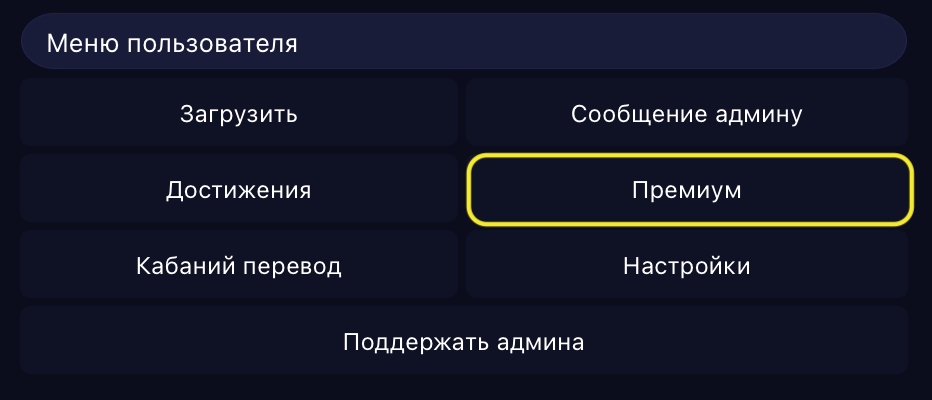 Меню пользователя
Загрузить
Сообщение админу
Достижения
Премиум
Кабаний перевод
Настройки
Поддержать админа